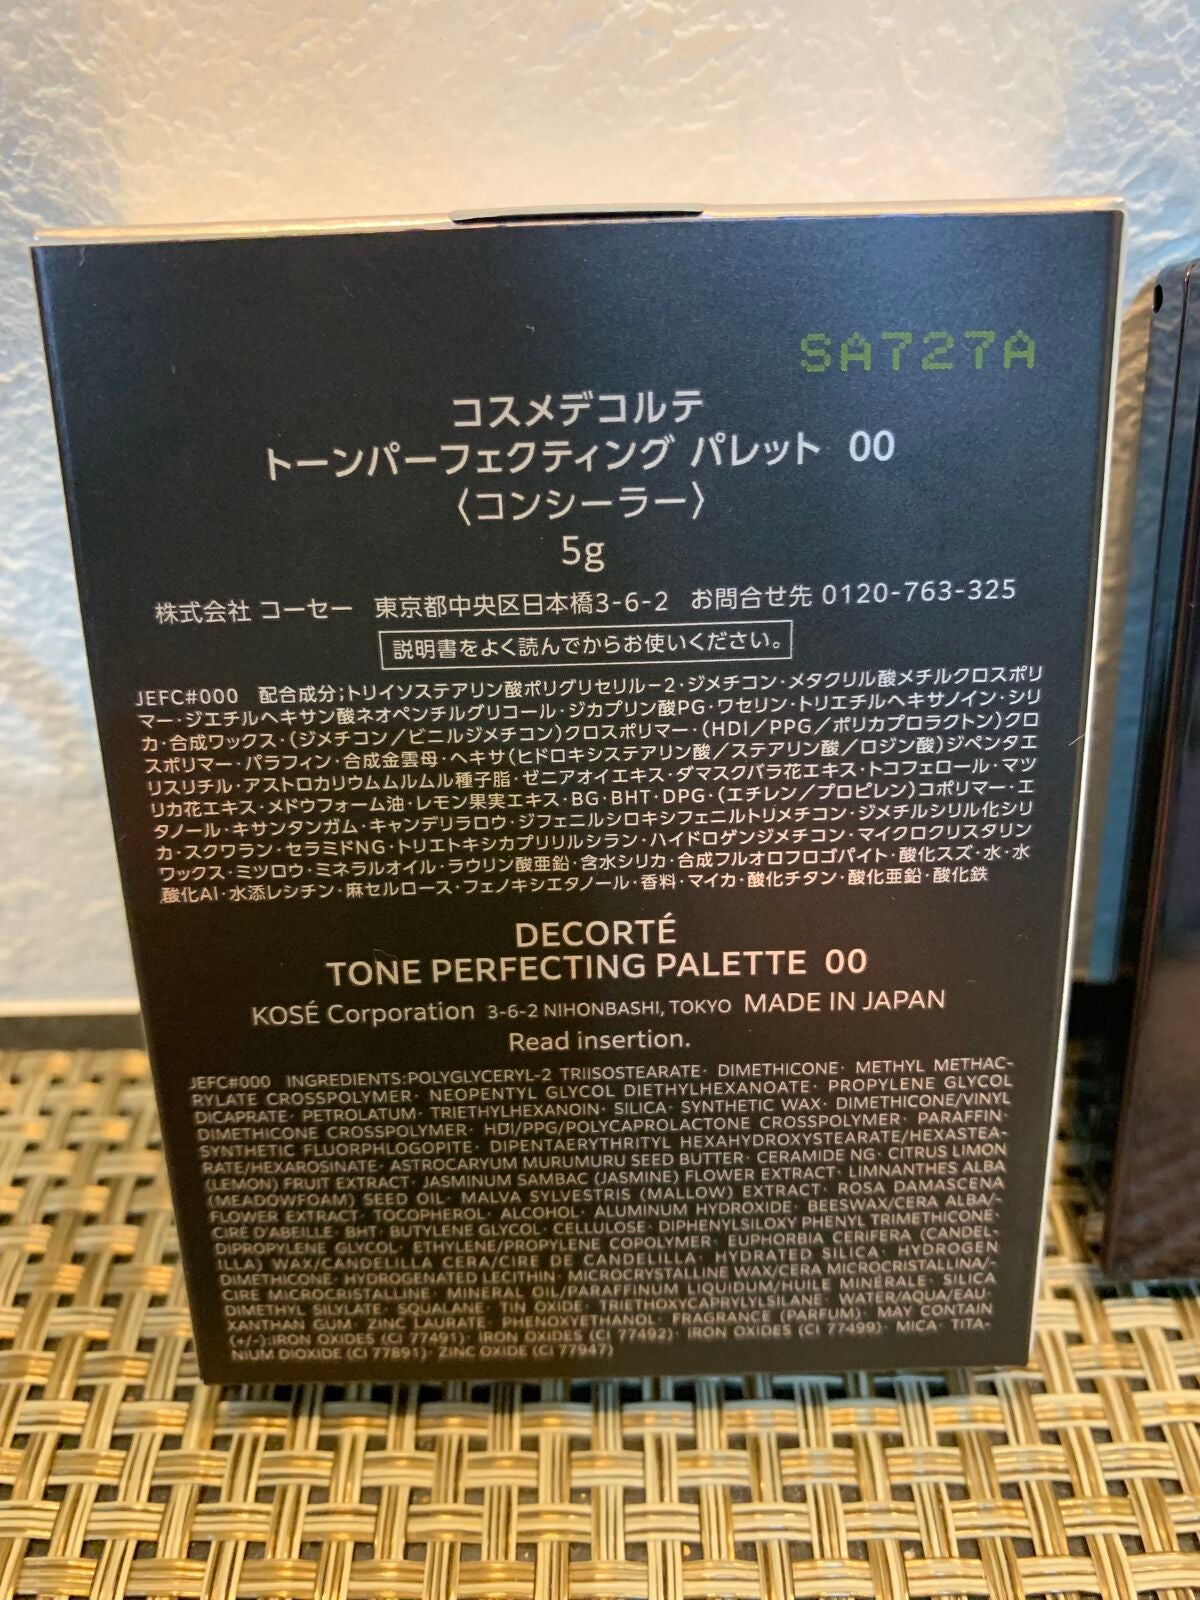 SA727A
コスメデコルテ
トーンパーフェクティング パレット 00
〈コンシーラー〉
5g
株式会社 コーセー 東京都中央区日本橋3-6-2 お問合せ先 0120-763-325
説明書をよく読んでからお使いください。
JEFC#000 配合成分;トリイソステアリン酸ポリグリセリル－2・ジメチコン・メタクリル酸メチルクロスポリ
マー・ジエチルヘキサン酸ネオペンチルグリコール・ジカプリン酸PG・ワセリン・トリエチルヘキサノイン・シリ
カ・合成ワックス・(ジメチコン／ビニルジメチコン)クロスポリマー・(HDI／PPG／ポリカプロラクトン)クロ
スポリマー・パラフィン・合成金雲母・ヘキサ(ヒドロキシステアリン酸／ステアリン酸／ロジン酸)ジペンタエ
リスリチル・アストロカリウムムルムル種子脂・ゼニアオイエキス・ダマスクバラ花エキス・トコフェロール・マツ
リカ花エキス・メドウフォーム油・レモン果実エキス・BG・BHT・DPG・(エチレン／プロピレン)コポリマー・エ
タノール・キサンタンガム・キャンデリラロウ・ジフェニルシロキシフェニルトリメチコン・ジメチルシリル化シリ
カ・スクワラン・セラミドNG・トリエトキシカプリリルシラン・ハイドロゲンジメチコン・マイクロクリスタリン
ワックス・ミツロウ・ミネラルオイル・ラウリン酸亜鉛・含水シリカ・合成フルオロフロゴパイト・酸化スズ・水・水
酸化Al・水添レシチン・麻セルロース・フェノキシエタノール・香料・マイカ・酸化チタン・酸化亜鉛・酸化鉄
DECORTÉ
TONE PERFECTING PALETTE 00
KOSÉ Corporation 3-6-2 NIHONBASHI, TOKYO MADE IN JAPAN
Read insertion.
JEFC#000 INGREDIENTS:POLYGLYCERYL-2 TRIISOSTEARATE· DIMETHICONE· METHYL METHAC-
RYLATE CROSSPOLYMER· NEOPENTYL GLYCOL DIETHYLHEXANOATE· PROPYLENE GLYCOL
DICAPRATE· PETROLATUM· TRIETHYLHEXANOIN· SILICA· SYNTHETIC WAX· DIMETHICONE/VINYL
DIMETHICONE CROSSPOLYMER· HDI/PPG/POLYCAPROLACTONE CROSSPOLYMER· PARAFFIN·
SYNTHETIC FLUORPHLOGOPITE· DIPENTAERYTHRITYL HEXAHYDROXYSTEARATE/HEXASTEA-
RATE/HEXAROSINATE· ASTROCARYUM MURUMURU SEED BUTTER· CERAMIDE NG· CITRUS LIMON
(LEMON) FRUIT EXTRACT· JASMINUM SAMBAC (JASMINE) FLOWER EXTRACT· LIMNANTHES ALBA
(MEADOWFOAM) SEED OIL· MALVA SYLVESTRIS (MALLOW) EXTRACT· ROSA DAMASCENA
FLOWER EXTRACT· TOCOPHEROL· ALCOHOL· ALUMINUM HYDROXIDE· BEESWAX/CERA ALBA/-
CIRE D'ABEILLE· BHT· BUTYLENE GLYCOL· CELLULOSE· DIPHENYLSILOXY PHENYL TRIMETHICONE·
DIPROPYLENE GLYCOL· ETHYLENE/PROPYLENE COPOLYMER· EUPHORBIA CERIFERA (CANDEL-
ILLA) WAX/CANDELILLA CERA/CIRE DE CANDELILLA· HYDRATED SILICA· HYDROGEN
DIMETHICONE· HYDROGENATED LECITHIN· MICROCRYSTALLINE WAX/CERA MICROCRISTALLINA/-
CIRE MICROCRISTALLINE· MINERAL OIL/PARAFFINUM LIQUIDUM/HUILE MINERALE· SILICA
DIMETHYL SILYLATE· SQUALANE· TIN OXIDE· TRIETHOXYCAPRYLYLSILANE· WATER/AQUA/EAU·
XANTHAN GUM· ZINC LAURATE· PHENOXYETHANOL· FRAGRANCE (PARFUM)· MAY CONTAIN
(+/-):IRON OXIDES (CI 77491)· IRON OXIDES (CI 77492)· IRON OXIDES (CI 77499)· MICA· TITA-
NIUM DIOXIDE (CI 77891)· ZINC OXIDE (CI 77947)